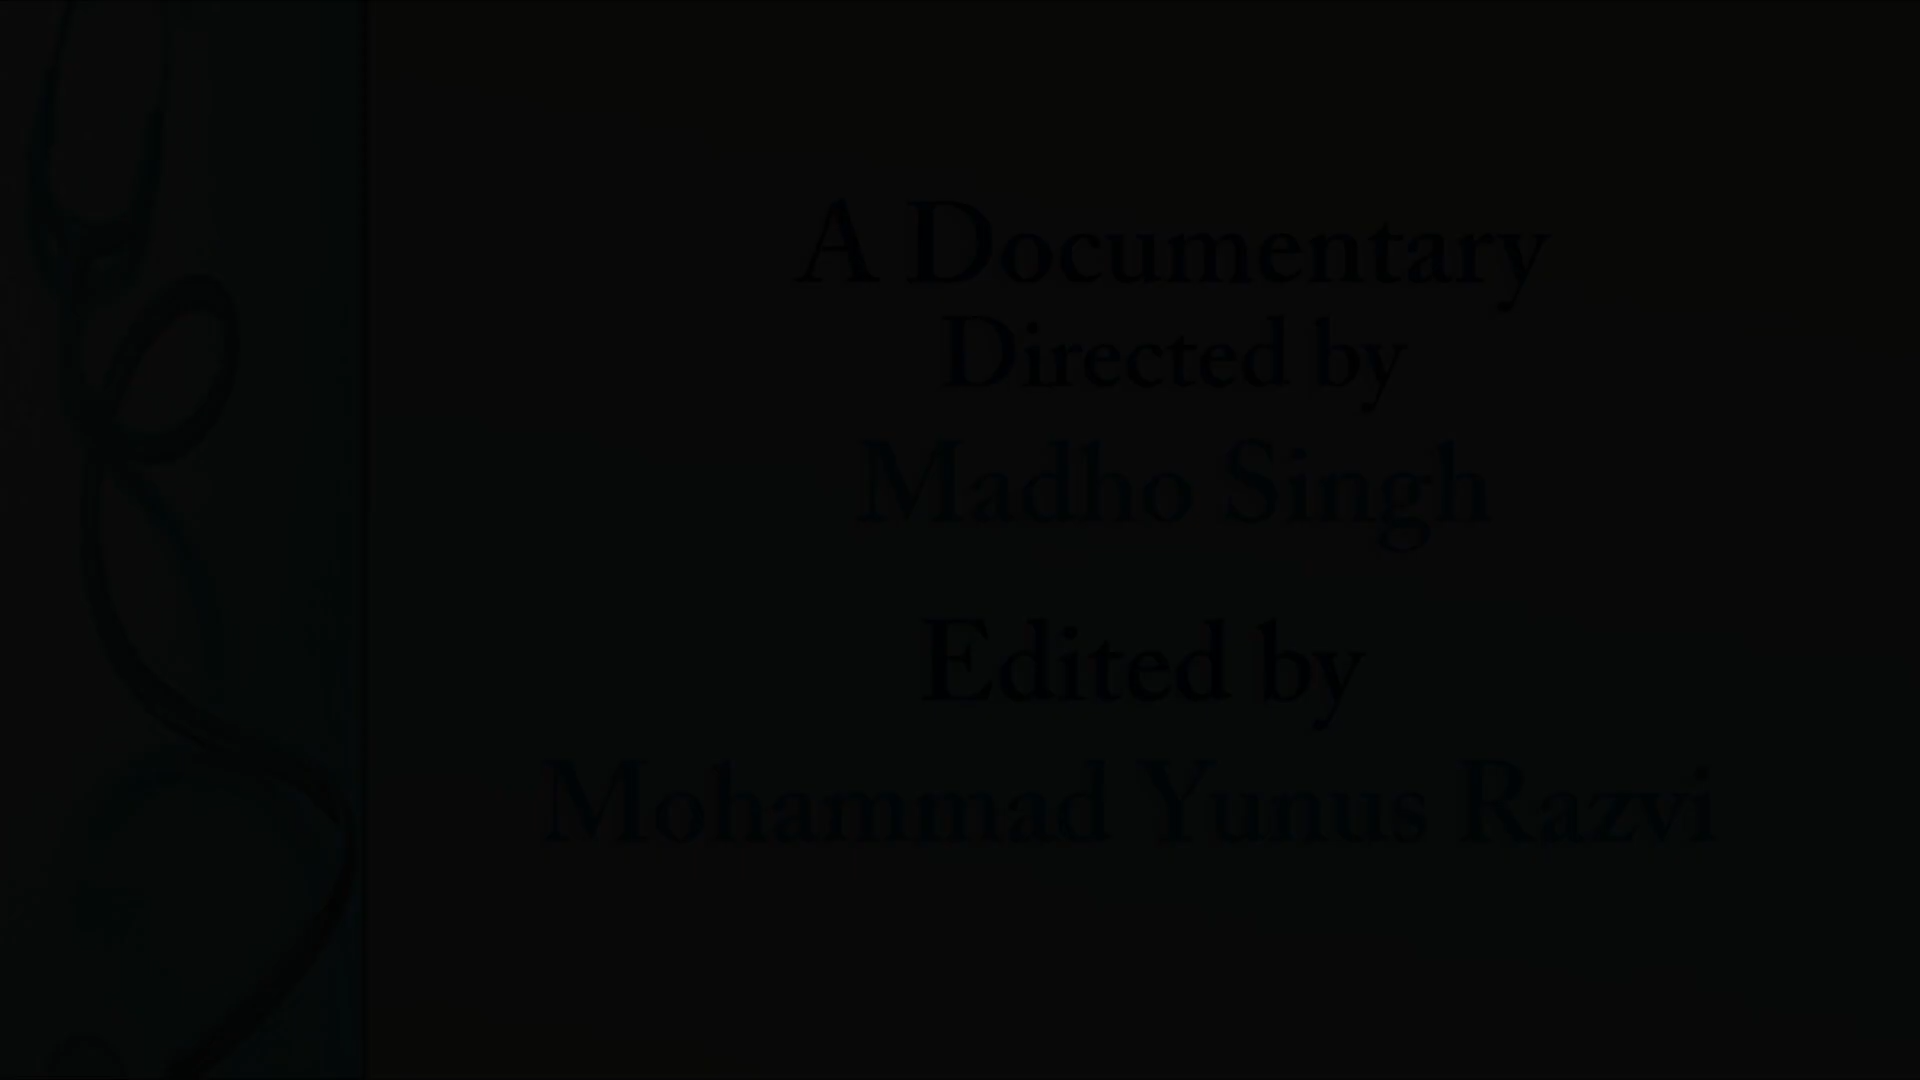 A Documentary
Directed by
Madho Singh
Edited by
Mohammad Yunus Razvi